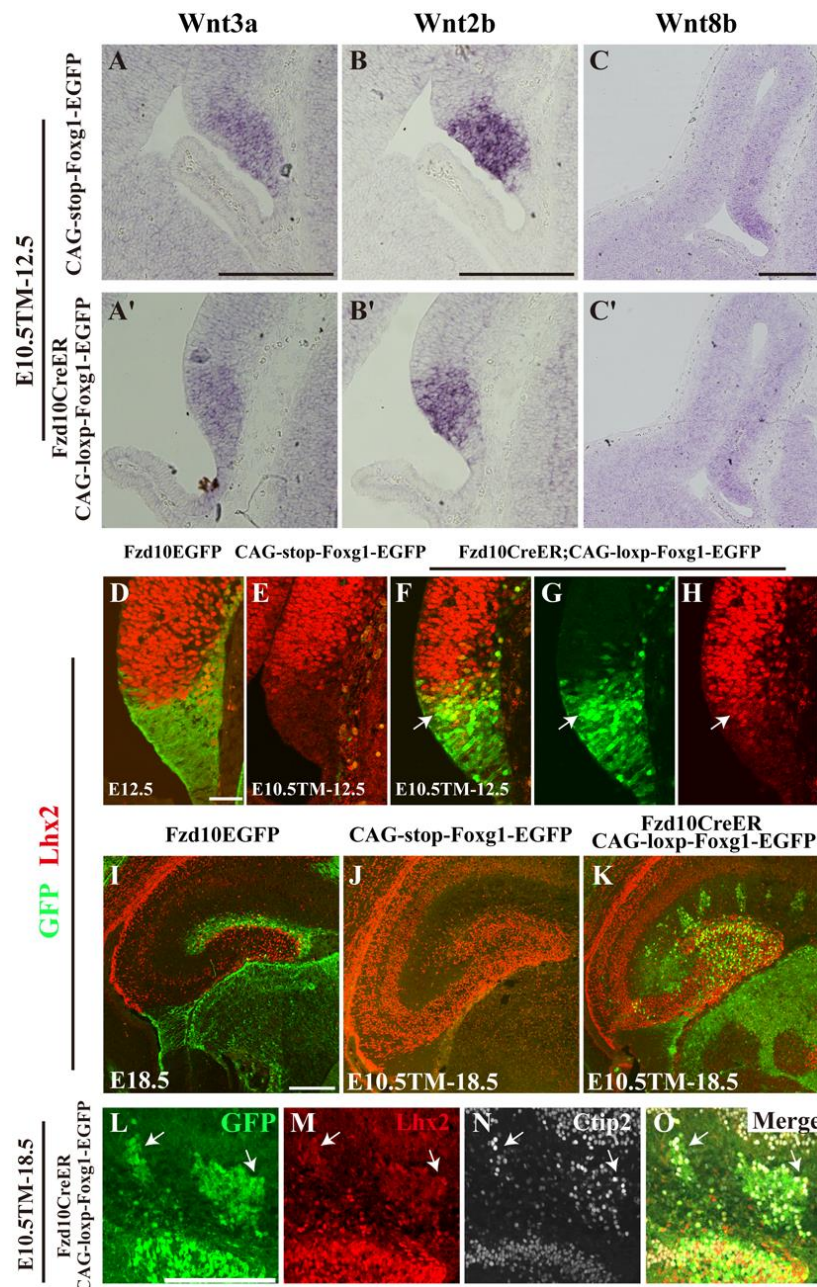 Wnt3a Wnt2b Wnt8b
E10.5TM-12.5
CAG-stop-Foxg1-EGFP
A B C
Fzd10CreER
CAG-loxp-Foxg1-EGFP
A' B' C'
Fzd10EGFP CAG-stop-Foxg1-EGFP Fzd10CreER;CAG-loxp-Foxg1-EGFP
GFP Lhx2
D E F G H
E12.5 E10.5TM-12.5 E10.5TM-12.5
Fzd10EGFP CAG-stop-Foxg1-EGFP Fzd10CreER
CAG-loxp-Foxg1-EGFP
I J K
E18.5 E10.5TM-18.5 E10.5TM-18.5
E10.5TM-18.5
Fzd10CreER
CAG-loxp-Foxg1-EGFP
L GFP M Lhx2 N Ctip2 O Merge